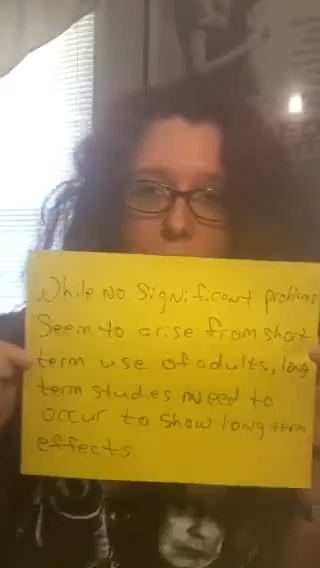 While no significant problems
Seem to arise from short
term use of adults, long
term studies need to
occur to show long term
effects